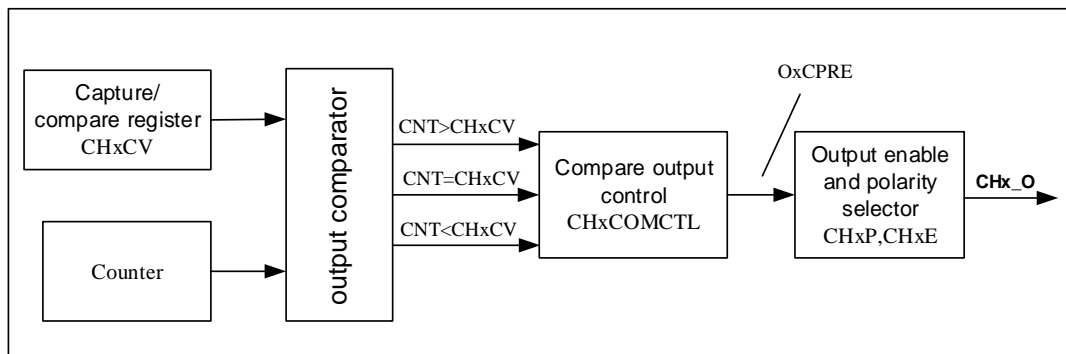 Capture/
compare register
CHxCV
Counter
output comparator
CNT>CHxCV
CNT=CHxCV
CNT<CHxCV
Compare output
control
CHxCOMCTL
OxCPRE
Output enable
and polarity
selector
CHxP,CHxE
CHx_O